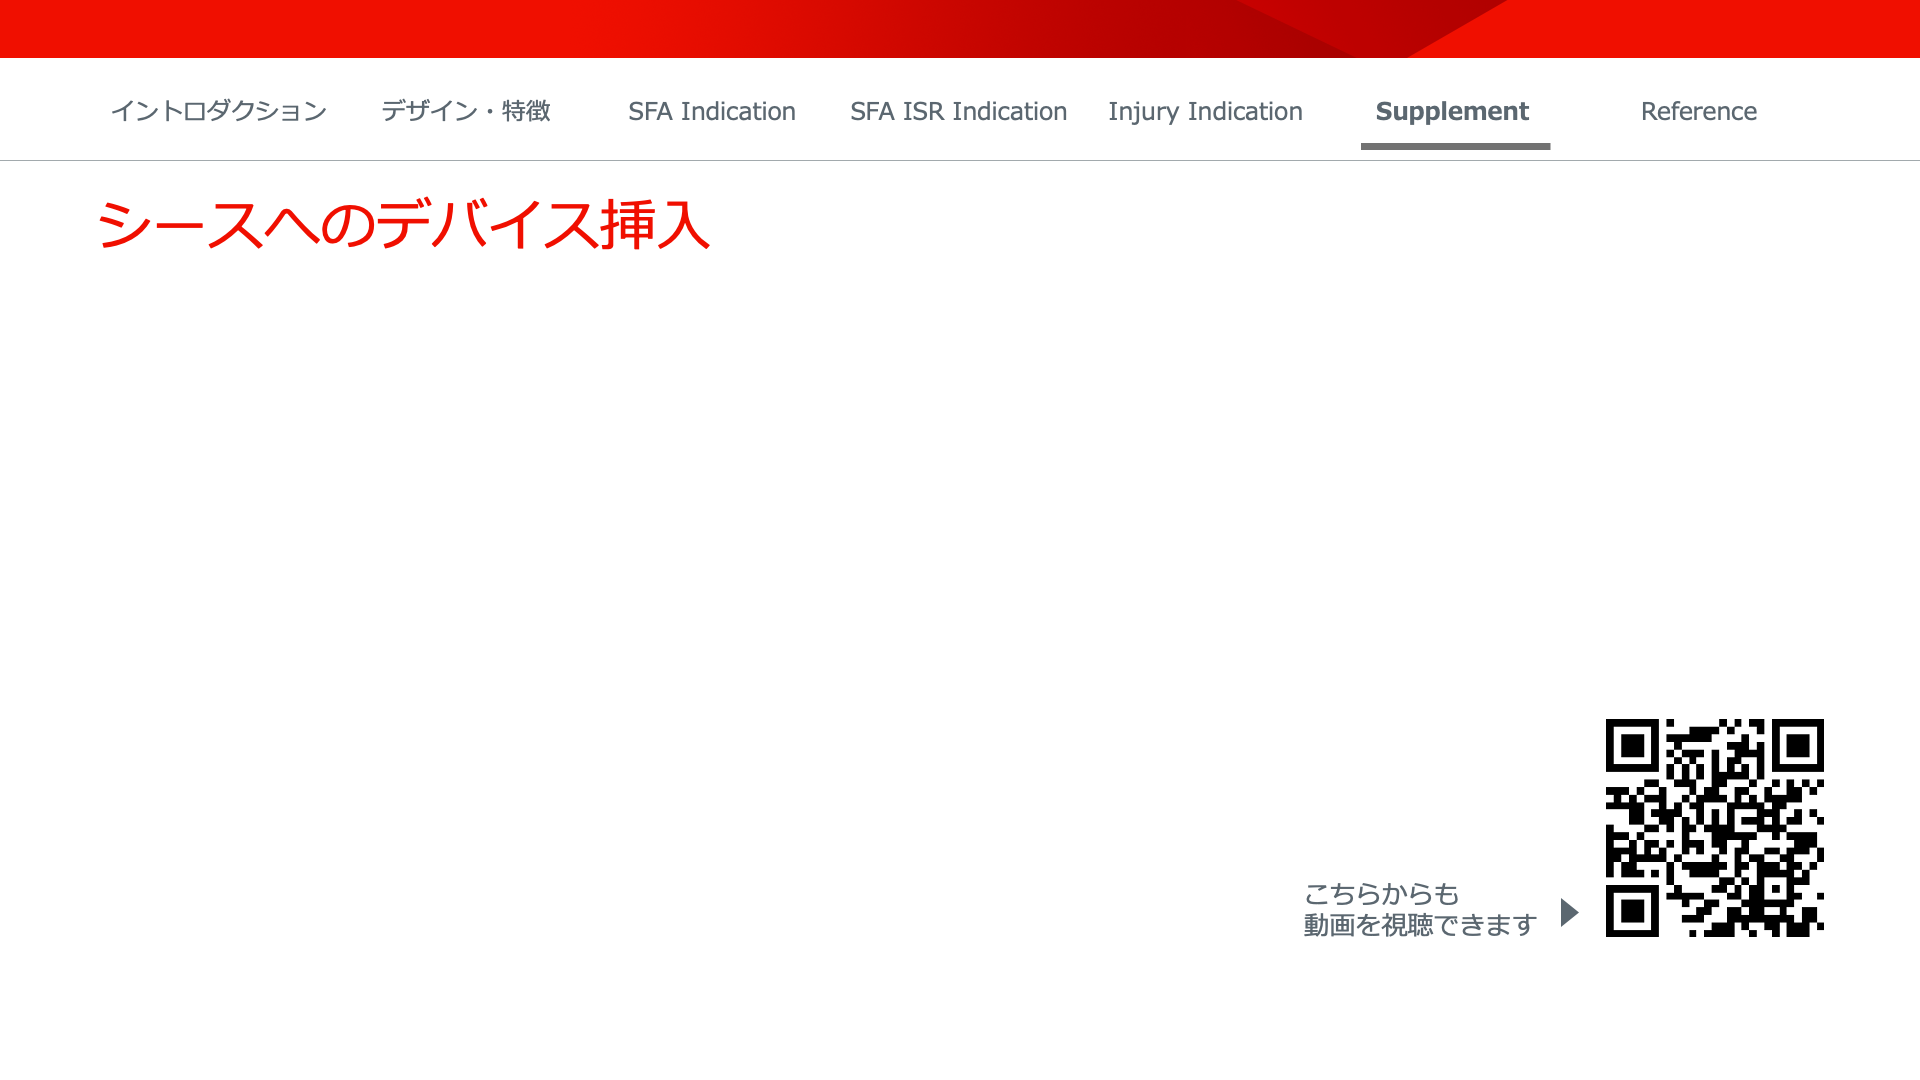 イントロダクション デザイン・特徴 SFA Indication SFA ISR Indication Injury Indication Supplement Reference
シースへのデバイス挿入
こちらからも
動画を視聴できます